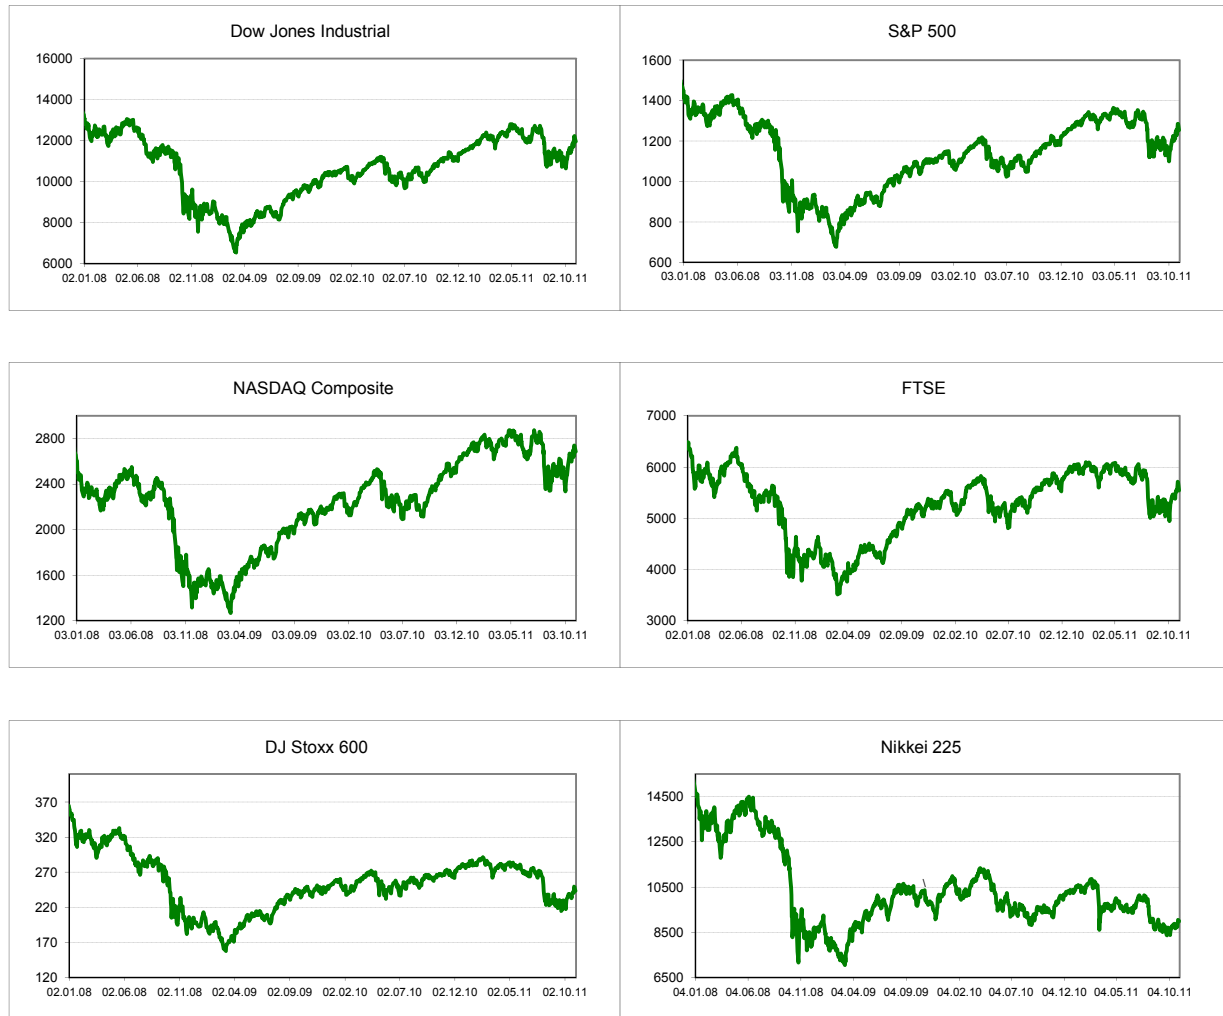 Dow Jones Industrial
16000
14000
12000
10000
8000
6000
02.01.08 02.06.08 02.11.08 02.04.09 02.09.09 02.02.10 02.07.10 02.12.10 02.05.11 02.10.11
S&P 500
1600
1400
1200
1000
800
600
03.01.08 03.06.08 03.11.08 03.04.09 03.09.09 03.02.10 03.07.10 03.12.10 03.05.11 03.10.11
NASDAQ Composite
2800
2400
2000
1600
1200
03.01.08 03.06.08 03.11.08 03.04.09 03.09.09 03.02.10 03.07.10 03.12.10 03.05.11 03.10.11
FTSE
7000
6000
5000
4000
3000
02.01.08 02.06.08 02.11.08 02.04.09 02.09.09 02.02.10 02.07.10 02.12.10 02.05.11 02.10.11
DJ Stoxx 600
370
320
270
220
170
120
02.01.08 02.06.08 02.11.08 02.04.09 02.09.09 02.02.10 02.07.10 02.12.10 02.05.11 02.10.11
Nikkei 225
14500
12500
10500
8500
6500
04.01.08 04.06.08 04.11.08 04.04.09 04.09.09 04.02.10 04.07.10 04.12.10 04.05.11 04.10.11